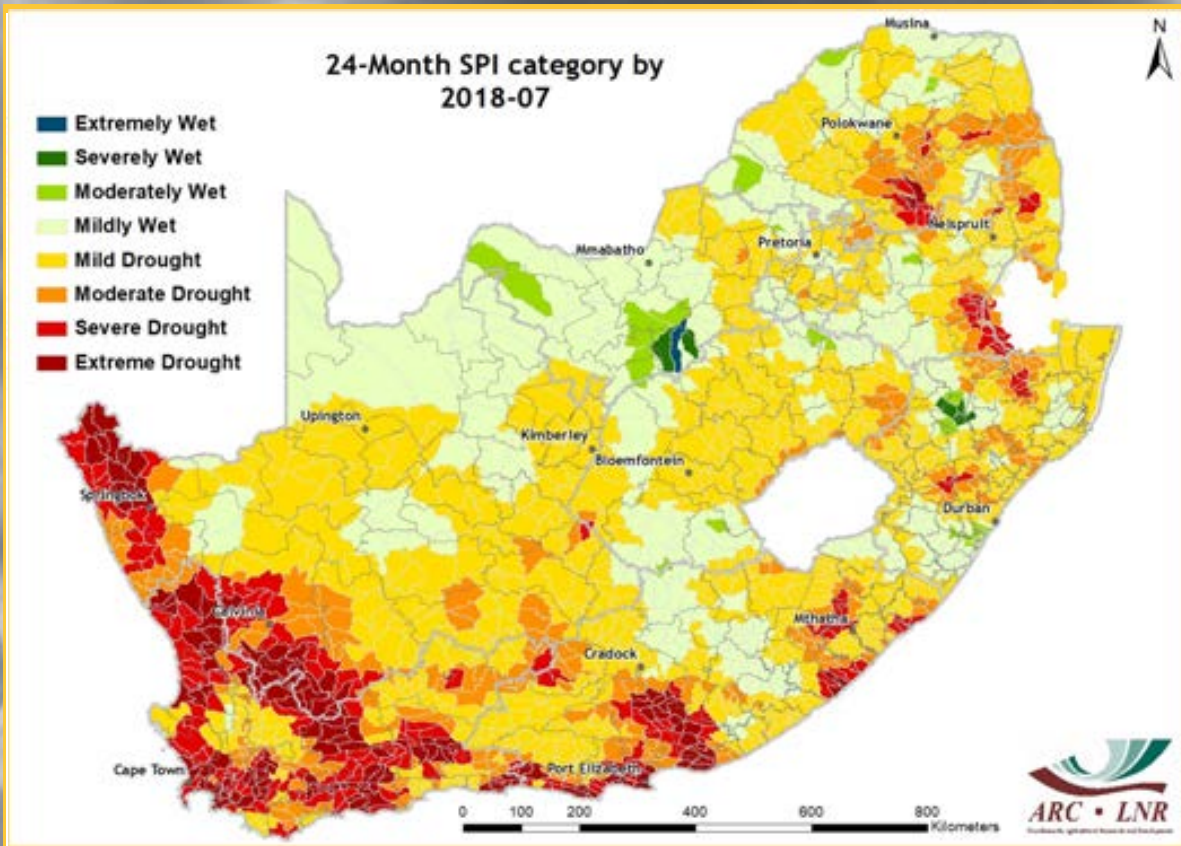 24-Month SPI category by
2018-07
N
Extremely Wet
Severely Wet
Moderately Wet
Mildly Wet
Mild Drought
Moderate Drought
Severe Drought
Extreme Drought
Musina
Polokwane
Nelspruit
Pretoria
Mmabatho
Upington
Kimberley
Bloemfontein
Springbok
Durban
Calvinia
Mthatha
Cradock
Cape Town
Port Elizabeth
0 100 200 400 600 800
Kilometers
ARC • LNR